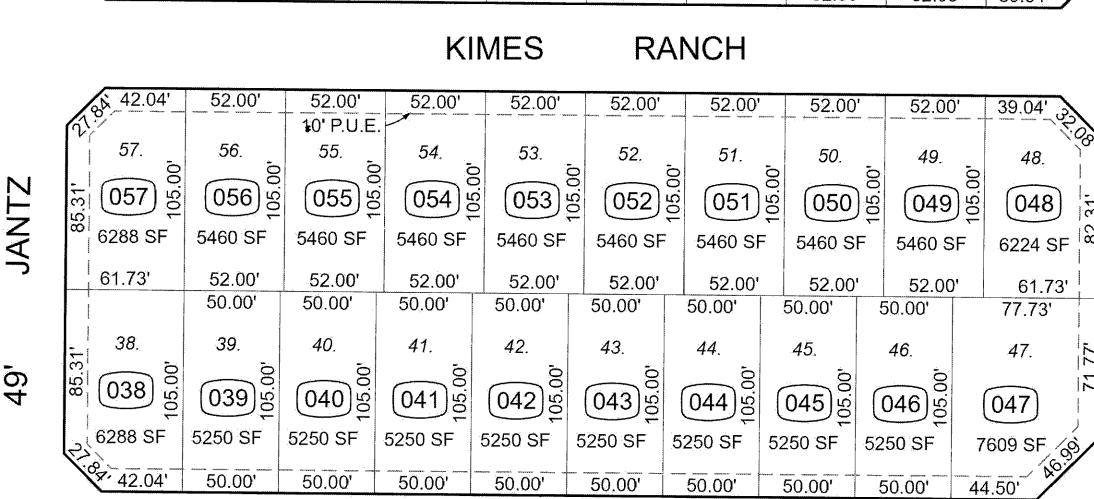 KIMES RANCH
27.84' 42.04' 52.00' 52.00' 52.00' 52.00' 52.00' 52.00' 52.00' 52.00' 39.04' 32.08
10' P.U.E.
57. 56. 55. 54. 53. 52. 51. 50. 49. 48.
85.31' 057 105.00' 056 105.00' 055 105.00' 054 105.00' 053 105.00' 052 105.00' 051 105.00' 050 105.00' 049 105.00' 048 82.31'
6288 SF 5460 SF 5460 SF 5460 SF 5460 SF 5460 SF 5460 SF 5460 SF 5460 SF 6224 SF
61.73' 52.00' 52.00' 52.00' 52.00' 52.00' 52.00' 52.00' 52.00' 61.73'
50.00' 50.00' 50.00' 50.00' 50.00' 50.00' 50.00' 50.00' 77.73'
38. 39. 40. 41. 42. 43. 44. 45. 46. 47.
85.31' 038 105.00' 039 105.00' 040 105.00' 041 105.00' 042 105.00' 043 105.00' 044 105.00' 045 105.00' 046 105.00' 047 71.77'
6288 SF 5250 SF 5250 SF 5250 SF 5250 SF 5250 SF 5250 SF 5250 SF 5250 SF 7609 SF
27.84' 42.04' 50.00' 50.00' 50.00' 50.00' 50.00' 50.00' 50.00' 50.00' 44.50' 46.99'
49' JANTZ